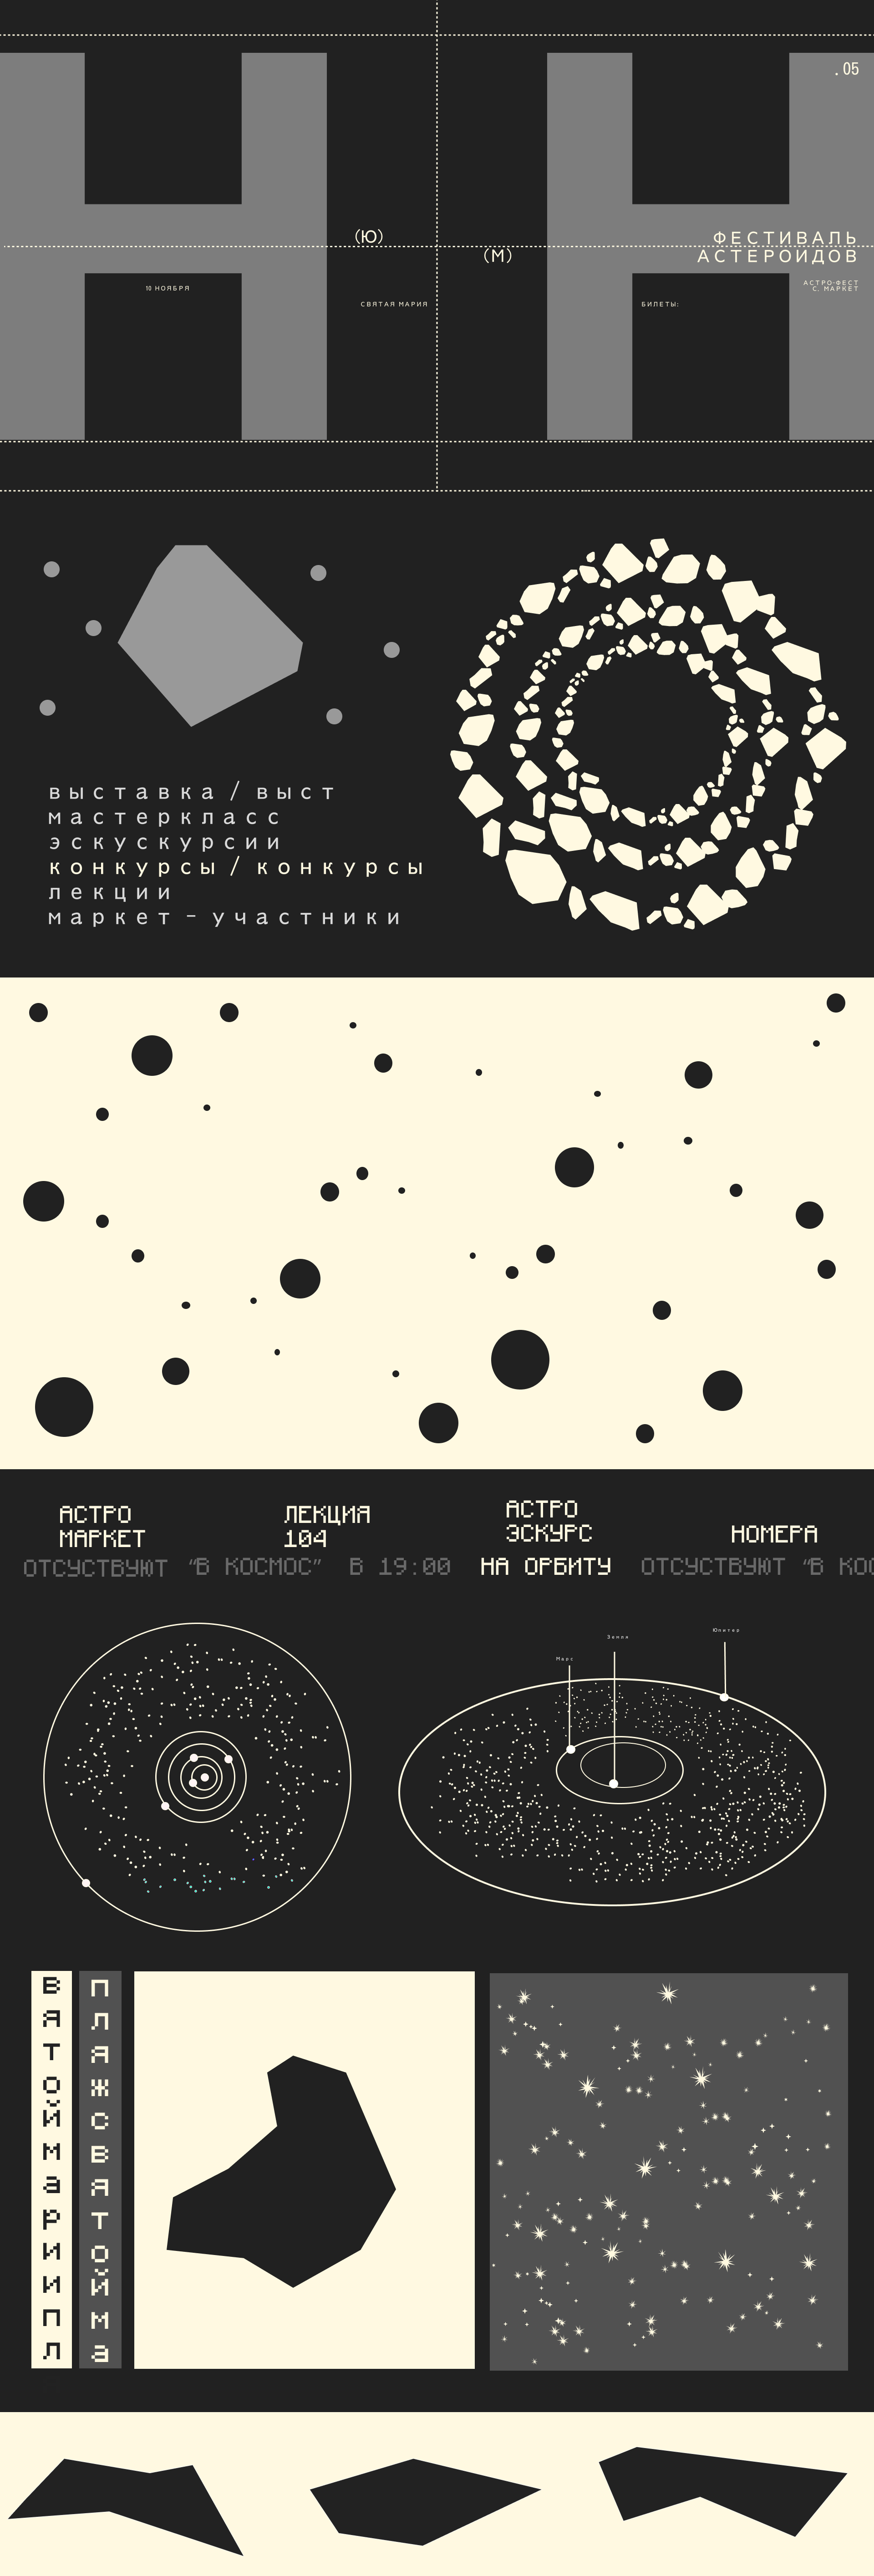 Н Н
.05
(Ю)
(М)
ФЕСТИВАЛЬ
АСТЕРОИДОВ
АСТРО-ФЕСТ
С. МАРКЕТ
10 НОЯБРЯ
СВЯТАЯ МАРИЯ
БИЛЕТЫ:
выставка / выст
мастеркласс
эскускурсии
конкурсы / конкурсы
лекции
маркет – участники
АСТРО
МАРКЕТ
ЛЕКЦИЯ
104
АСТРО
ЭСКУРС
НОМЕРА
ОТСУСТВУЮТ “В КОСМОС” В 19:00 НА ОРБИТУ ОТСУСТВУЮТ “В КОС
Марс
Земля
Юпитер
ВЯТОЙМаРИИПЛ
ПЛЯЖСВЯТОЙМа